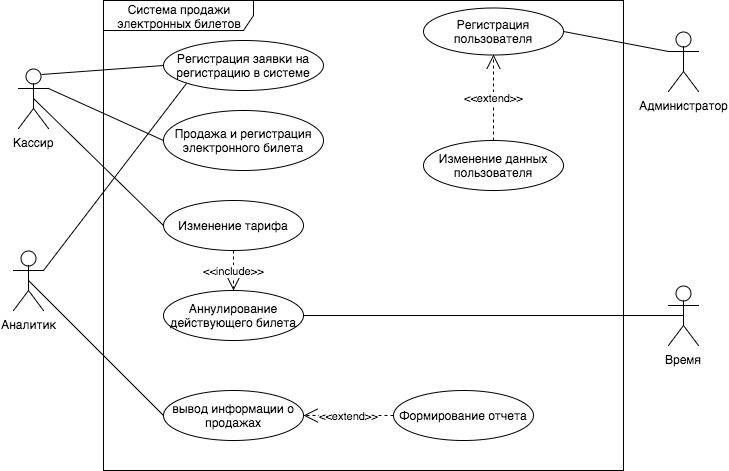 Система продажи
электронных билетов
Регистрация
пользователя
Регистрация заявки на
регистрацию в системе
<<extend>>
Администратор
Кассир
Продажа и регистрация
электронного билета
Изменение данных
пользователя
Изменение тарифа
<<include>>
Аннулирование
действующего билета
Аналитик
Время
вывод информации о
продажах
<<extend>>
Формирование отчета